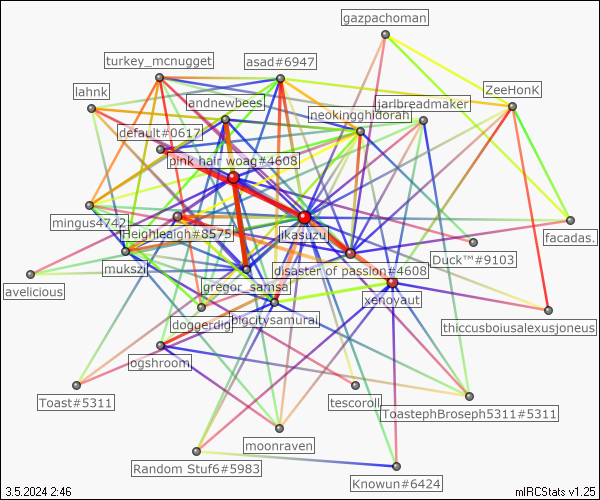 gazpachoman
turkey_mcnugget
asad#6947
lahnk
landnewbees
neokingghidorah
jarlbreadmaker
ZeeHonK
default#0617
pink hair woag#4608
mingus4742
Heighleaigh#8575
jkasuzu
facadas.
mukszi
disaster of passion#4608
Duck™#9103
avelicious
gregor_samsa
xenoyaut
doggerdig
bigcitysamurai
thiccusboiusalexusjoneus
ogshroom
Toast#5311
tescoroll
ToastephBroseph5311#5311
moonraven
Random Stuf6#5983
Knowun#6424
3.5.2024 2:46
mIRCStats v1.25